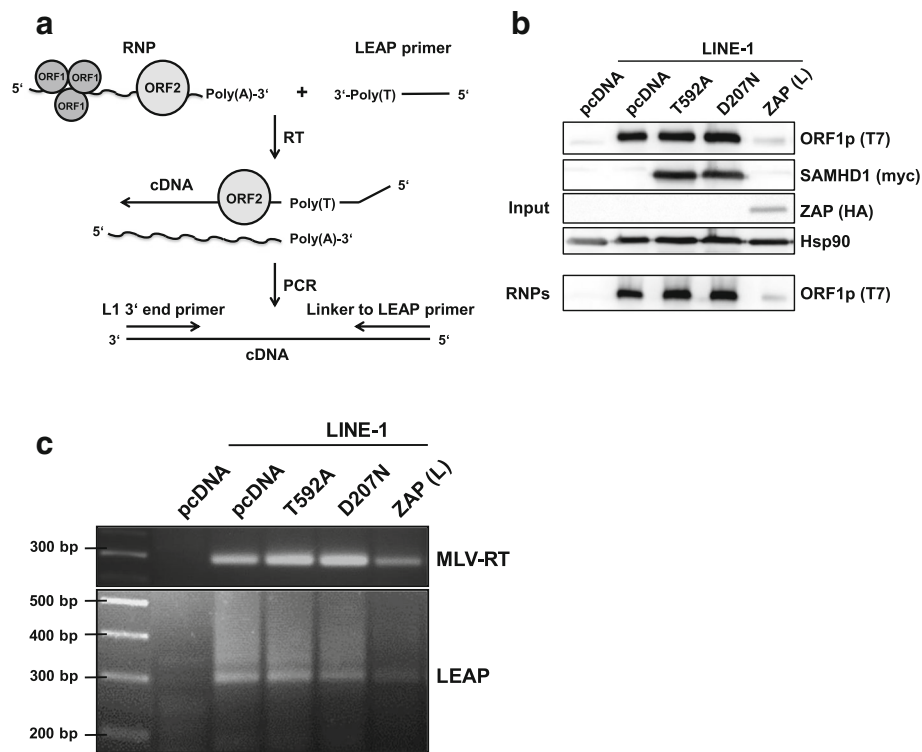 a
RNP
LEAP primer
ORF1
ORF1
ORF1
ORF2
5‘
Poly(A)-3‘
+
3‘-Poly(T)
5‘
RT
cDNA
ORF2
Poly(T)
5‘
5‘
Poly(A)-3‘
PCR
L1 3‘ end primer
Linker to LEAP primer
3‘
5‘
cDNA
b
LINE-1
pcDNA
pcDNA
T592A
D207N
ZAP (L)
ORF1p (T7)
SAMHD1 (myc)
Input
ZAP (HA)
Hsp90
RNPs
ORF1p (T7)
c
LINE-1
pcDNA
pcDNA
T592A
D207N
ZAP (L)
300 bp
MLV-RT
500 bp
400 bp
300 bp
LEAP
200 bp